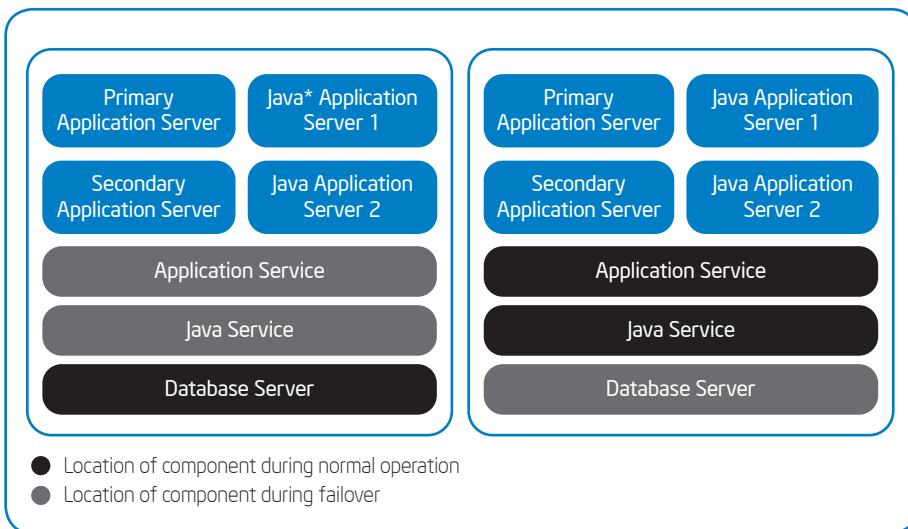 Primary
Application Server
Java* Application
Server 1
Secondary
Application Server
Java Application
Server 2
Application Service
Java Service
Database Server
Primary
Application Server
Java Application
Server 1
Secondary
Application Server
Java Application
Server 2
Application Service
Java Service
Database Server
Location of component during normal operation
Location of component during failover